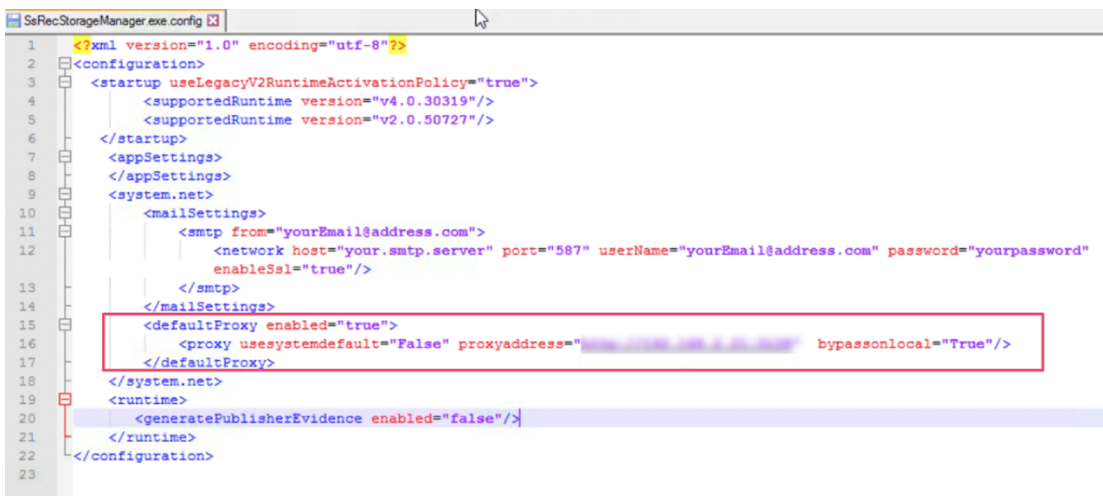 SsRecStorageManager.exe.config
1 <?xml version="1.0" encoding="utf-8"?>
2 <configuration>
3 <startup useLegacyV2RuntimeActivationPolicy="true">
4 <supportedRuntime version="v4.0.30319"/>
5 <supportedRuntime version="v2.0.50727"/>
6 </startup>
7 <appSettings>
8 </appSettings>
9 <system.net>
10 <mailSettings>
11 <smtp from="yourEmail@address.com">
12 <network host="your.smtp.server" port="587" userName="yourEmail@address.com" password="yourpassword"
enableSsl="true"/>
13 </smtp>
14 </mailSettings>
15 <defaultProxy enabled="true">
16 <proxy usesystemdefault="False" proxyaddress=" bypassonlocal="True"/>
17 </defaultProxy>
18 </system.net>
19 <runtime>
20 <generatePublisherEvidence enabled="false"/>
21 </runtime>
22 </configuration>
23